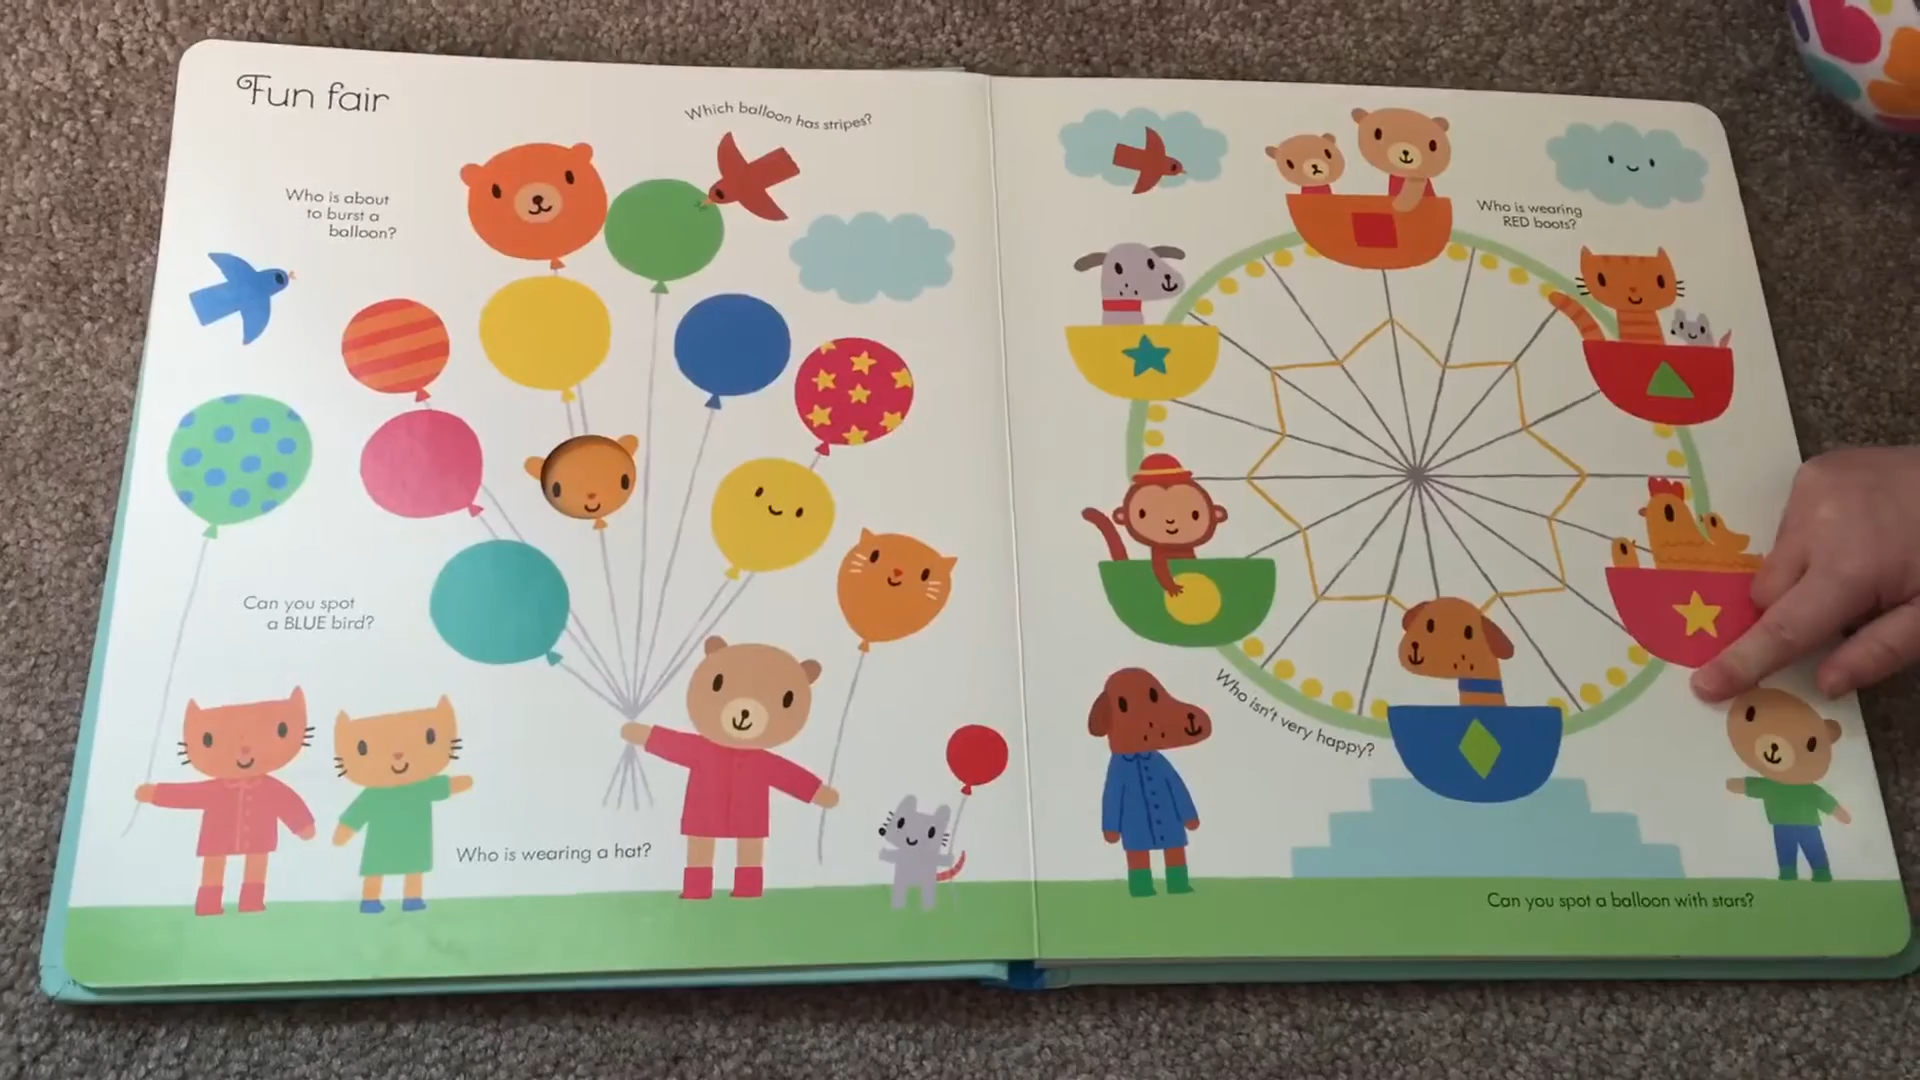 Fun fair
Which balloon has stripes?
Who is about
to burst a
balloon?
Can you spot
a BLUE bird?
Who is wearing a hat?
Who is wearing
RED boots?
Who isn't very happy?
Can you spot a balloon with stars?